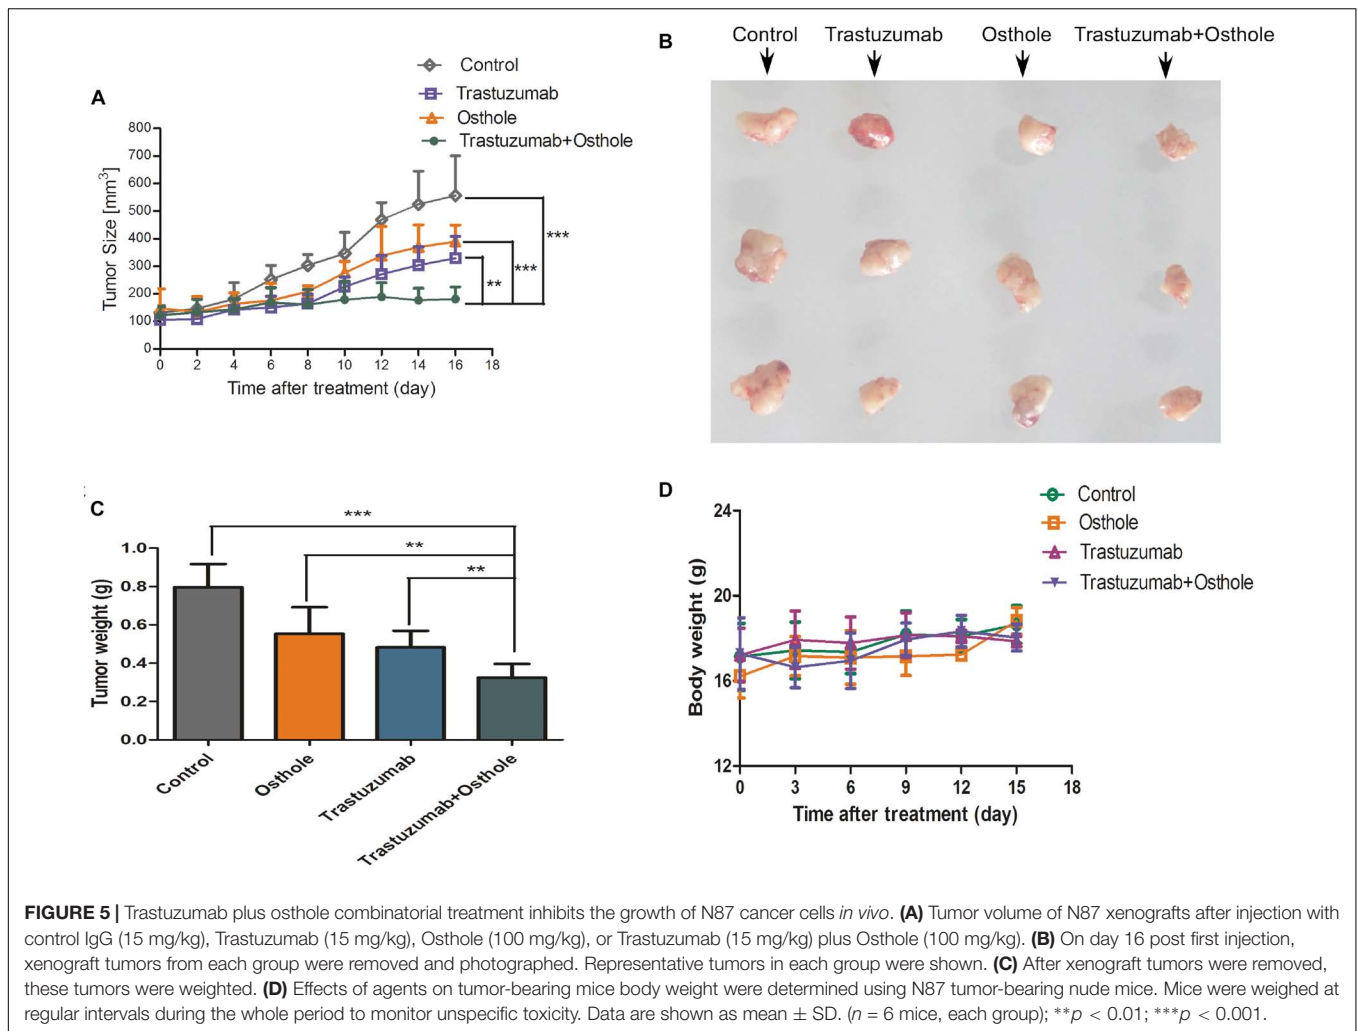 A
Control
Trastuzumab
Osthole
Trastuzumab+Osthole
Tumor Size [mm³]
800
700
600
500
400
300
200
100
0
0 2 4 6 8 10 12 14 16 18
Time after treatment (day)
**
***
***
B
Control Trastuzumab Osthole Trastuzumab+Osthole
C
Tumor weight (g)
1.0
0.8
0.6
0.4
0.2
0.0
***
**
**
Control
Osthole
Trastuzumab
Trastuzumab+Osthole
D
Control
Osthole
Trastuzumab
Trastuzumab+Osthole
Body weight (g)
24
20
16
12
0 3 6 9 12 15 18
Time after treatment (day)
FIGURE 5 | Trastuzumab plus osthole combinatorial treatment inhibits the growth of N87 cancer cells in vivo. (A) Tumor volume of N87 xenografts after injection with
control IgG (15 mg/kg), Trastuzumab (15 mg/kg), Osthole (100 mg/kg), or Trastuzumab (15 mg/kg) plus Osthole (100 mg/kg). (B) On day 16 post first injection,
xenograft tumors from each group were removed and photographed. Representative tumors in each group were shown. (C) After xenograft tumors were removed,
these tumors were weighted. (D) Effects of agents on tumor-bearing mice body weight were determined using N87 tumor-bearing nude mice. Mice were weighed at
regular intervals during the whole period to monitor unspecific toxicity. Data are shown as mean ± SD. (n = 6 mice, each group); **p < 0.01; ***p < 0.001.